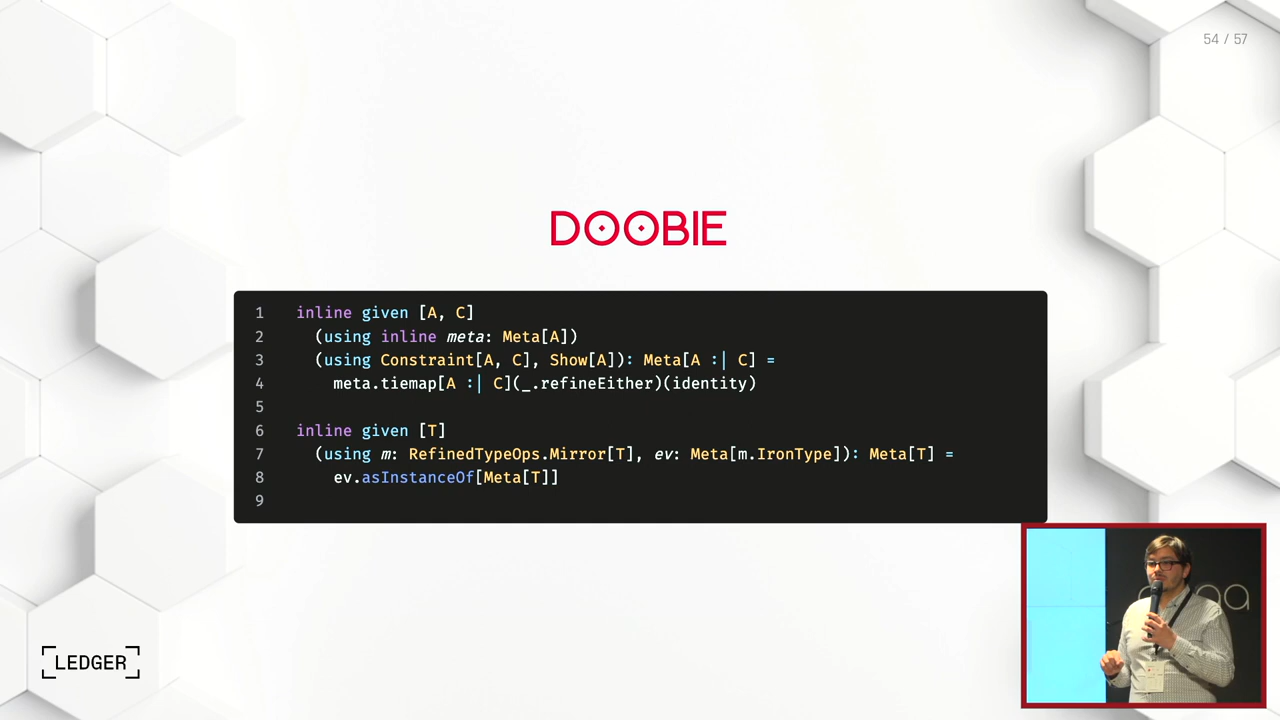 54 / 57
DOOBIE
1 inline given [A, C]
2 (using inline meta: Meta[A])
3 (using Constraint[A, C], Show[A]): Meta[A :| C] =
4 meta.tiemap[A :| C](_.refineEither)(identity)
5
6 inline given [T]
7 (using m: RefinedTypeOps.Mirror[T], ev: Meta[m.IronType]): Meta[T] =
8 ev.asInstanceOf[Meta[T]]
9
LEDGER